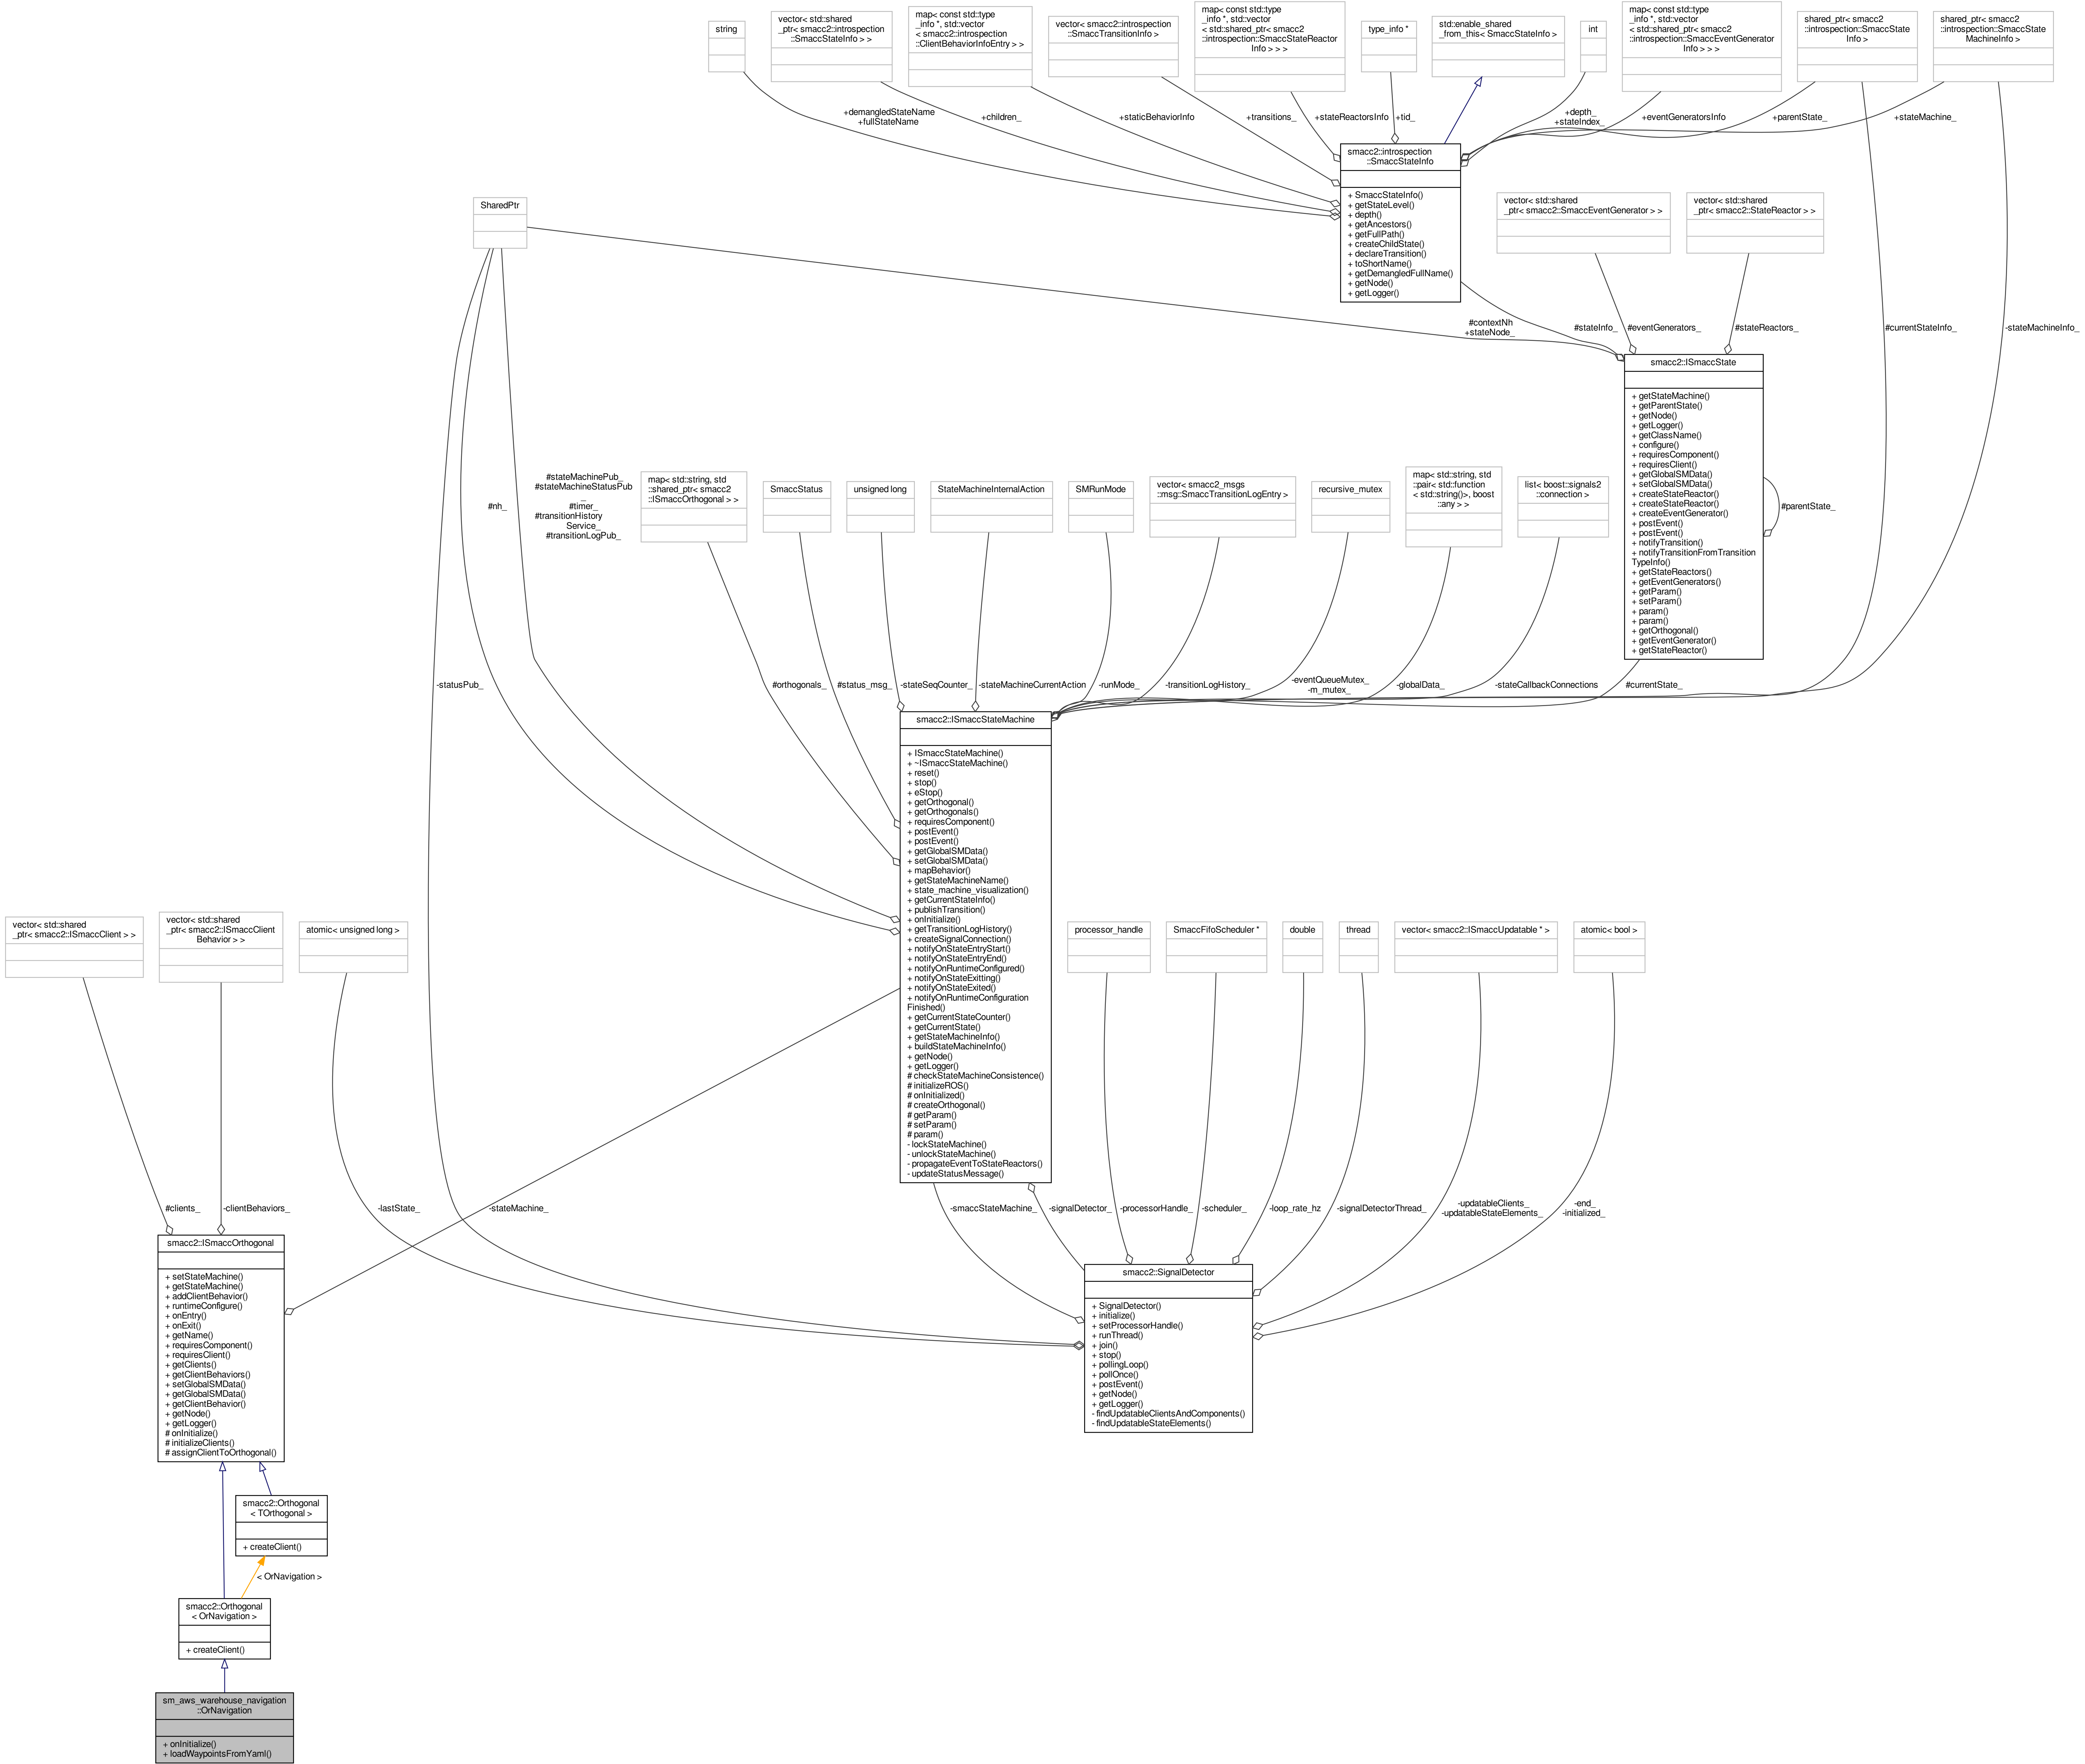 string
vector< std::shared
_ptr< smacc2::introspection
::SmaccStateInfo > >
map< const std::type
_info *, std::vector
< smacc2::introspection
::ClientBehaviorInfoEntry > >
vector< smacc2::introspection
::SmaccTransitionInfo >
map< const std::type
_info *, std::vector
< std::shared_ptr< smacc2
::introspection::SmaccStateReactor
Info > > >
type_info *
std::enable_shared
_from_this< SmaccStateInfo >
int
map< const std::type
_info *, std::vector
< std::shared_ptr< smacc2
::introspection::SmaccEventGenerator
Info > > >
shared_ptr< smacc2
::introspection::SmaccState
Info >
shared_ptr< smacc2
::introspection::SmaccState
MachineInfo >
+demangledStateName
+fullStateName
+children_
+staticBehaviorInfo
+transitions_
+stateReactorsInfo
+tid_
+depth_
+stateIndex_
+eventGeneratorsInfo
+parentState_
+stateMachine_
smacc2::introspection
::SmaccStateInfo
+ SmaccStateInfo()
+ getStateLevel()
+ depth()
+ getAncestors()
+ getFullPath()
+ createChildState()
+ declareTransition()
+ toShortName()
+ getDemangledFullName()
+ getNode()
+ getLogger()
SharedPtr
vector< std::shared
_ptr< smacc2::SmaccEventGenerator > >
vector< std::shared
_ptr< smacc2::StateReactor > >
#contextNh
+stateNode_
#stateInfo_
#eventGenerators_
#stateReactors_
#currentStateInfo_
-stateMachineInfo_
smacc2::ISmaccState
+ getStateMachine()
+ getParentState()
+ getNode()
+ getLogger()
+ getClassName()
+ configure()
+ requiresComponent()
+ requiresClient()
+ getGlobalSMData()
+ setGlobalSMData()
+ createStateReactor()
+ createStateReactor()
+ createEventGenerator()
+ postEvent()
+ postEvent()
+ notifyTransition()
+ notifyTransitionFromTransition
TypeInfo()
+ getStateReactors()
+ getEventGenerators()
+ getParam()
+ setParam()
+ param()
+ param()
+ getOrthogonal()
+ getEventGenerator()
+ getStateReactor()
#parentState_
#nh_
#stateMachinePub_
#stateMachineStatusPub
_
#timer_
#transitionHistory
Service_
#transitionLogPub_
map< std::string, std
::shared_ptr< smacc2
::ISmaccOrthogonal > >
SmaccStatus
unsigned long
StateMachineInternalAction
SMRunMode
vector< smacc2_msgs
::msg::SmaccTransitionLogEntry >
recursive_mutex
map< std::string, std
::pair< std::function
< std::string()>, boost
::any > >
list< boost::signals2
::connection >
-statusPub_
#orthogonals_
#status_msg_
-stateSeqCounter_
-stateMachineCurrentAction
-runMode_
-transitionLogHistory_
-eventQueueMutex_
-m_mutex_
-globalData_
-stateCallbackConnections
#currentState_
smacc2::ISmaccStateMachine
+ ISmaccStateMachine()
+ ~ISmaccStateMachine()
+ reset()
+ stop()
+ eStop()
+ getOrthogonal()
+ getOrthogonals()
+ requiresComponent()
+ postEvent()
+ postEvent()
+ getGlobalSMData()
+ setGlobalSMData()
+ mapBehavior()
+ getStateMachineName()
+ state_machine_visualization()
+ getCurrentStateInfo()
+ publishTransition()
+ onInitialize()
+ getTransitionLogHistory()
+ createSignalConnection()
+ notifyOnStateEntryStart()
+ notifyOnStateEntryEnd()
+ notifyOnRuntimeConfigured()
+ notifyOnStateExitting()
+ notifyOnStateExited()
+ notifyOnRuntimeConfiguration
Finished()
+ getCurrentStateCounter()
+ getCurrentState()
+ getStateMachineInfo()
+ buildStateMachineInfo()
+ getNode()
+ getLogger()
# checkStateMachineConsistence()
# initializeROS()
# onInitialized()
# createOrthogonal()
# getParam()
# setParam()
# param()
- lockStateMachine()
- unlockStateMachine()
- propagateEventToStateReactors()
- updateStatusMessage()
vector< std::shared
_ptr< smacc2::ISmaccClient > >
vector< std::shared
_ptr< smacc2::ISmaccClient
Behavior > >
atomic< unsigned long >
processor_handle
SmaccFifoScheduler *
double
thread
vector< smacc2::ISmaccUpdatable * >
atomic< bool >
#clients_
-clientBehaviors_
-lastState_
-stateMachine_
-smaccStateMachine_
-signalDetector_
-processorHandle_
-scheduler_
-loop_rate_hz
-signalDetectorThread_
-updatableClients_
-updatableStateElements_
-end_
-initialized_
smacc2::ISmaccOrthogonal
+ setStateMachine()
+ getStateMachine()
+ addClientBehavior()
+ runtimeConfigure()
+ onEntry()
+ onExit()
+ getName()
+ requiresComponent()
+ requiresClient()
+ getClients()
+ getClientBehaviors()
+ setGlobalSMData()
+ getGlobalSMData()
+ getClientBehavior()
+ getNode()
+ getLogger()
# onInitialize()
# initializeClients()
# assignClientToOrthogonal()
smacc2::SignalDetector
+ SignalDetector()
+ initialize()
+ setProcessorHandle()
+ runThread()
+ join()
+ stop()
+ pollingLoop()
+ pollOnce()
+ postEvent()
+ getNode()
+ getLogger()
- findUpdatableClientsAndComponents()
- findUpdatableStateElements()
smacc2::Orthogonal
< TOrthogonal >
+ createClient()
< OrNavigation >
smacc2::Orthogonal
< OrNavigation >
+ createClient()
sm_aws_warehouse_navigation
::OrNavigation
+ onInitialize()
+ loadWaypointsFromYaml()